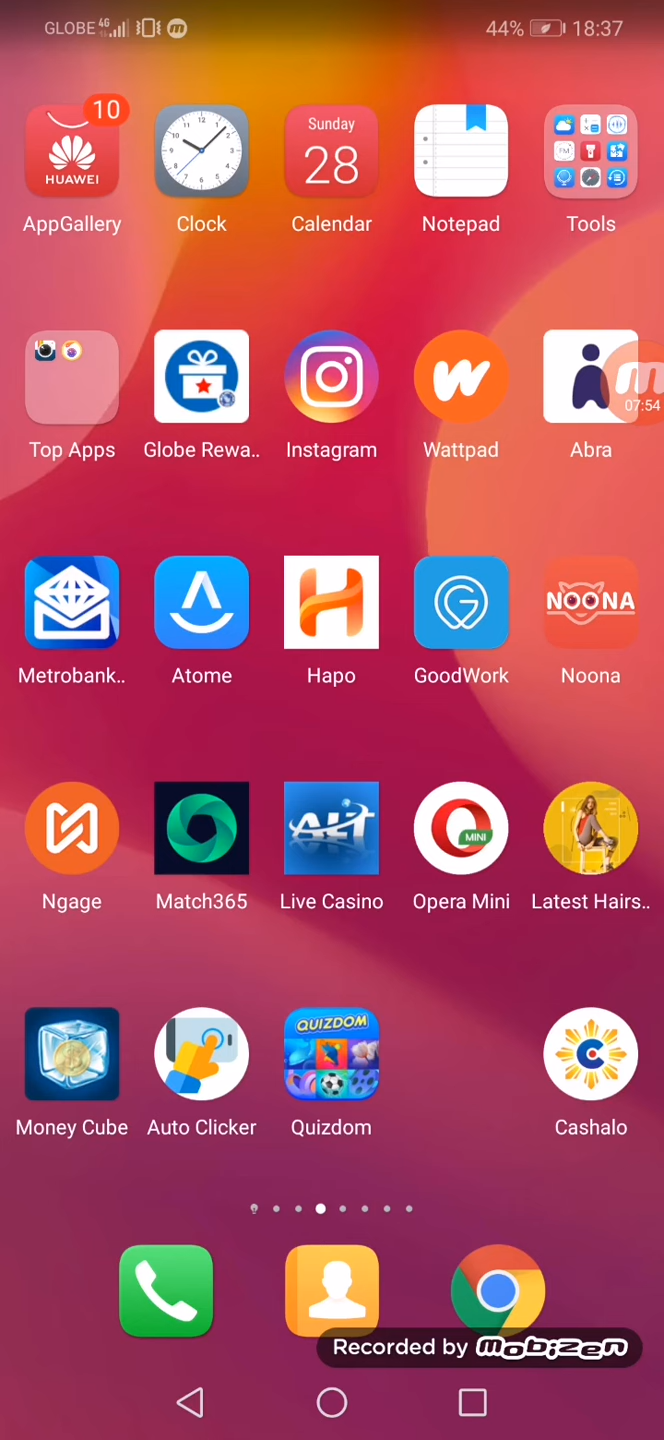 GLOBE 4G 44% 18:37
10
HUAWEI
Sunday
28
AppGallery Clock Calendar Notepad Tools
07:54
Top Apps Globe Rewa.. Instagram Wattpad Abra
NOONA
Metrobank.. Atome Hapo GoodWork Noona
ALT
MINI
Ngage Match365 Live Casino Opera Mini Latest Hairs..
QUIZDOM
Money Cube Auto Clicker Quizdom Cashalo
Recorded by mobizen